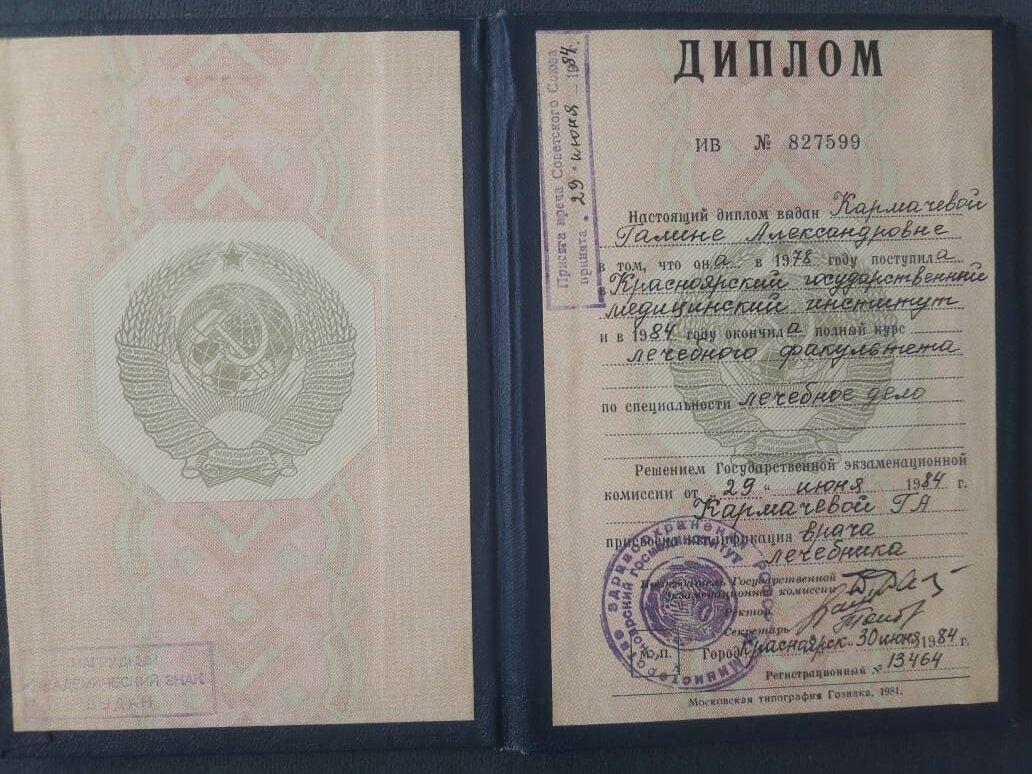 НАГРУДНЫЙ
АКАДЕМИЧЕСКИЙ ЗНАК
ВЫДАН
Присяга врача Советского Союза
принята „ 29 „ июня – 1984.
ДИПЛОМ
ИВ № 827599
Настоящий диплом выдан Кармачевой
Галине Александровне
в том, что она в 1978 году поступила
в Красноярский государственный
медицинский институт
и в 1984 году окончила полный курс
лечебного факультета
по специальности лечебное дело
Решением Государственной экзаменационной
комиссии от „ 29 “ июня 1984 г.
Кармачевой ГА
присвоена квалификация врача
лечебника
Председатель Государственной
экзаменационной комиссии
Ректор
Секретарь
М.П. Город Красноярск 30 июня 1984 г.
Регистрационный № 13464
Московская типография Гознака. 1981.